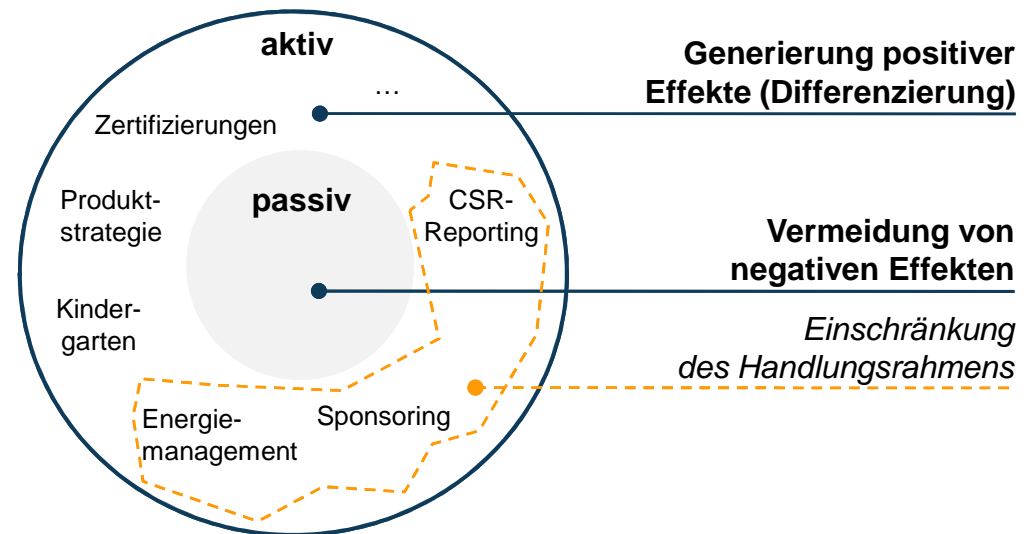 aktiv
…
Zertifizierungen
Produkt-
strategie
Kinder-
garten
passiv
CSR-
Reporting
Energie-
management
Sponsoring
Generierung positiver
Effekte (Differenzierung)
Vermeidung von
negativen Effekten
Einschränkung
des Handlungsrahmens